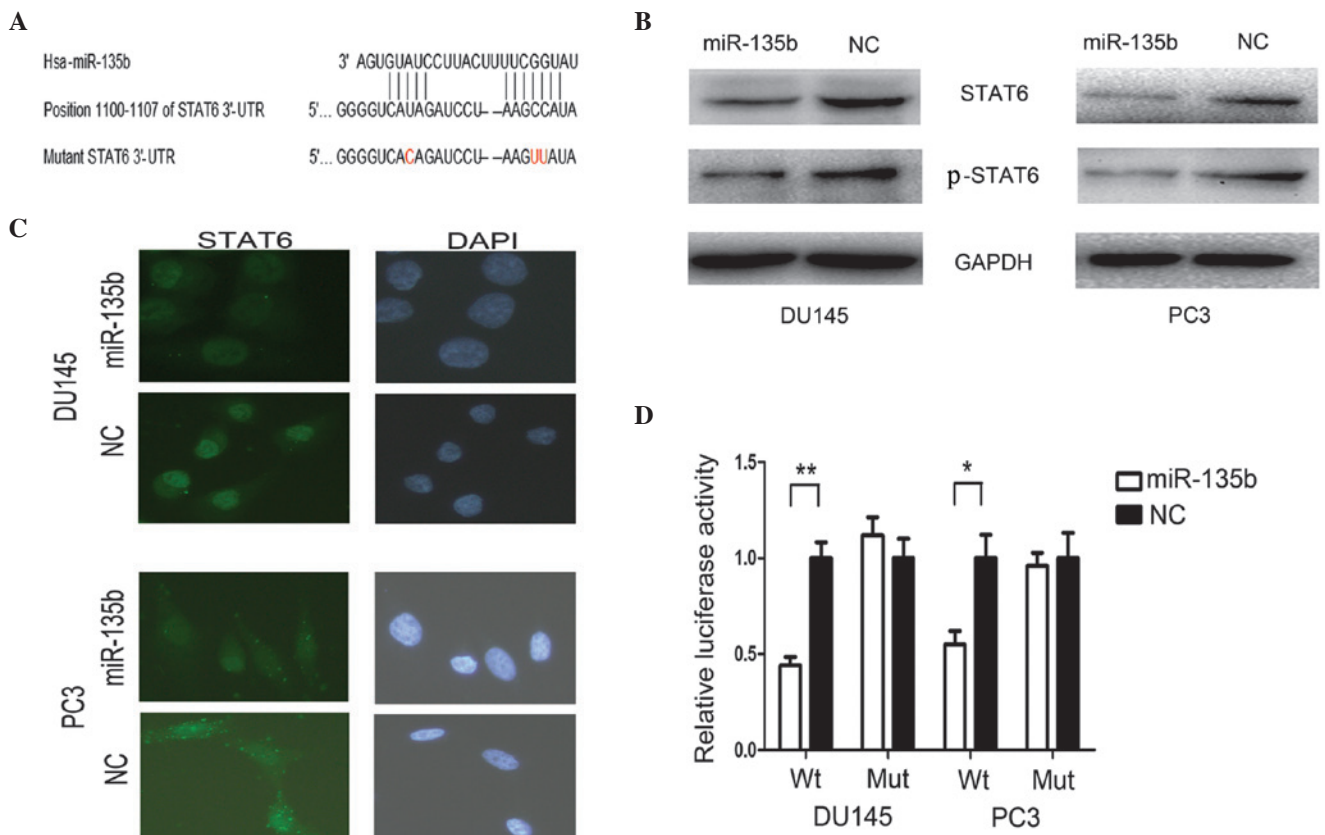 A
Hsa-miR-135b 3' AGUGUAUCCUUACUUUUCGGUAU
Position 1100-1107 of STAT6 3'-UTR 5'... GGGGUCAUAGAUCCU- -AAGCCAUA
Mutant STAT6 3'-UTR 5'... GGGGUCACAGAUCCU- -AAGUUAUA
B
miR-135b NC miR-135b NC
STAT6
p-STAT6
GAPDH
DU145 PC3
C
STAT6 DAPI
DU145
miR-135b
NC
PC3
miR-135b
NC
D
Relative luciferase activity
1.5
1.0
0.5
0.0
** *
miR-135b
NC
Wt Mut Wt Mut
DU145 PC3